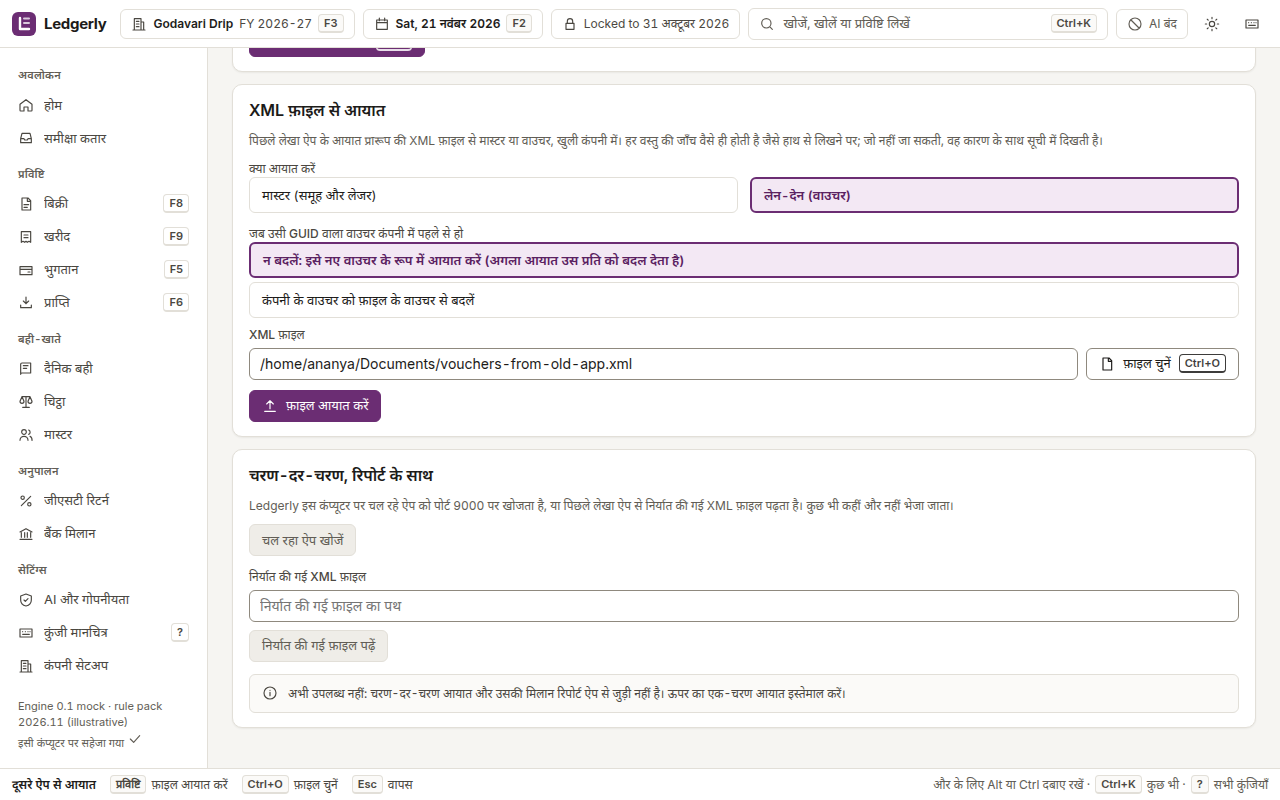 Ledgerly
Godavari Drip FY 2026-27 F3
Sat, 21 नवंबर 2026 F2
Locked to 31 अक्टूबर 2026
खोजें, खोलें या प्रविष्टि लिखें Ctrl+K
AI बंद
अवलोकन
होम
समीक्षा कतार
प्रविष्टि
बिक्री F8
खरीद F9
भुगतान F5
प्राप्ति F6
बही-खाते
दैनिक बही
चिट्ठा
मास्टर
अनुपालन
जीएसटी रिटर्न
बैंक मिलान
सेटिंग्स
AI और गोपनीयता
कुंजी मानचित्र ?
कंपनी सेटअप
Engine 0.1 mock · rule pack
2026.11 (illustrative)
इसी कंप्यूटर पर सहेजा गया
XML फ़ाइल से आयात
पिछले लेखा ऐप के आयात प्रारूप की XML फ़ाइल से मास्टर या वाउचर, खुली कंपनी में। हर वस्तु की जाँच वैसे ही होती है जैसे हाथ से लिखने पर; जो नहीं जा सकती, वह कारण के साथ सूची में दिखती है।
क्या आयात करें
मास्टर (समूह और लेजर)
लेन-देन (वाउचर)
जब उसी GUID वाला वाउचर कंपनी में पहले से हो
न बदलें: इसे नए वाउचर के रूप में आयात करें (अगला आयात उस प्रति को बदल देता है)
कंपनी के वाउचर को फ़ाइल के वाउचर से बदलें
XML फ़ाइल
/home/ananya/Documents/vouchers-from-old-app.xml
फ़ाइल चुनें Ctrl+O
फ़ाइल आयात करें
चरण-दर-चरण, रिपोर्ट के साथ
Ledgerly इस कंप्यूटर पर चल रहे ऐप को पोर्ट 9000 पर खोजता है, या पिछले लेखा ऐप से निर्यात की गई XML फ़ाइल पढ़ता है। कुछ भी कहीं और नहीं भेजा जाता।
चल रहा ऐप खोजें
निर्यात की गई XML फ़ाइल
निर्यात की गई फ़ाइल का पथ
निर्यात की गई फ़ाइल पढ़ें
अभी उपलब्ध नहीं: चरण-दर-चरण आयात और उसकी मिलान रिपोर्ट ऐप से जुड़ी नहीं है। ऊपर का एक-चरण आयात इस्तेमाल करें।
दूसरे ऐप से आयात प्रविष्टि फ़ाइल आयात करें Ctrl+O फ़ाइल चुनें Esc वापस
और के लिए Alt या Ctrl दबाए रखें · Ctrl+K कुछ भी · ? सभी कुंजियाँ